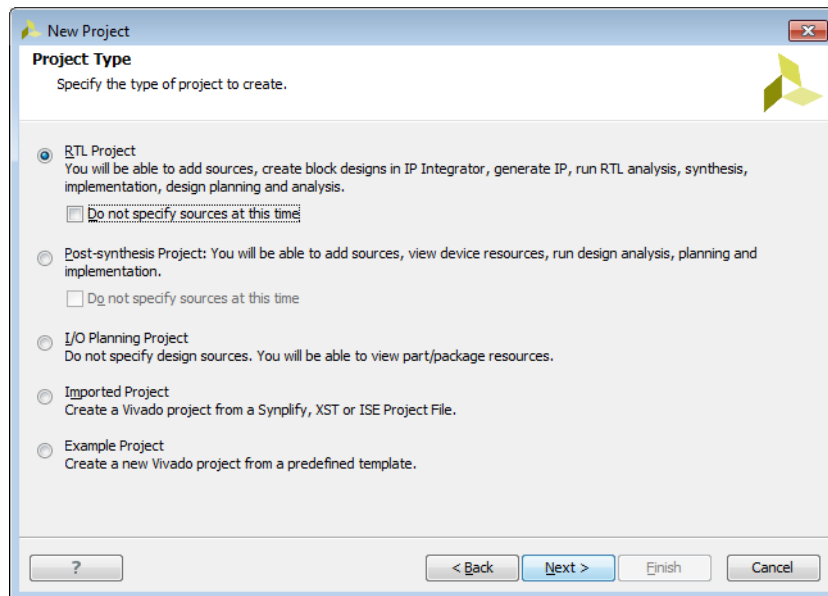 New Project
Project Type
Specify the type of project to create.
RTL Project
You will be able to add sources, create block designs in IP Integrator, generate IP, run RTL analysis, synthesis,
implementation, design planning and analysis.
Do not specify sources at this time
Post-synthesis Project: You will be able to add sources, view device resources, run design analysis, planning and
implementation.
Do not specify sources at this time
I/O Planning Project
Do not specify design sources. You will be able to view part/package resources.
Imported Project
Create a Vivado project from a Synplify, XST or ISE Project File.
Example Project
Create a new Vivado project from a predefined template.
? < Back Next > Finish Cancel